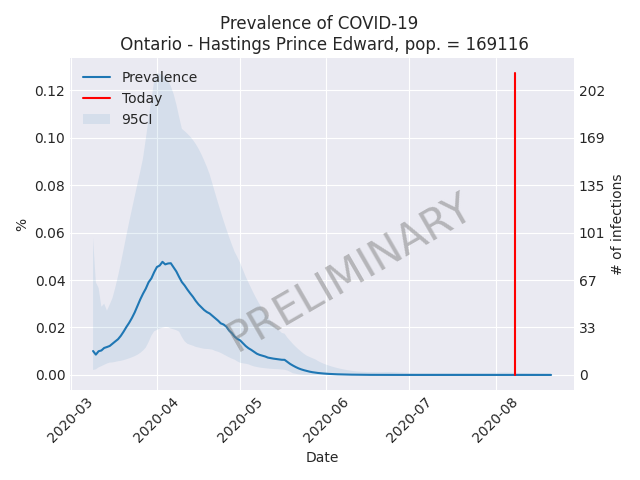 Prevalence of COVID-19
Ontario - Hastings Prince Edward, pop. = 169116
Prevalence
Today
95CI
0.12
0.10
0.08
0.06
0.04
0.02
0.00
%
202
169
135
101
67
33
0
# of infections
PRELIMINARY
2020-03
2020-04
2020-05
2020-06
2020-07
2020-08
Date